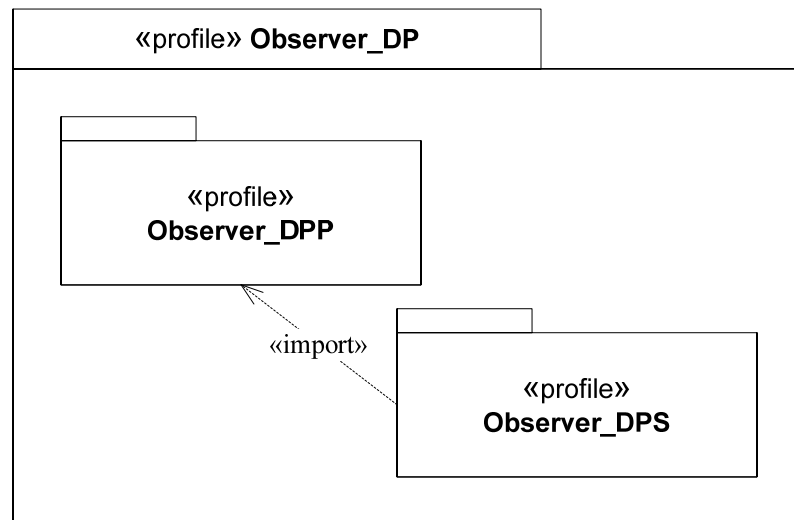 «profile» Observer_DP
«profile»
Observer_DPP
«import»
«profile»
Observer_DPS